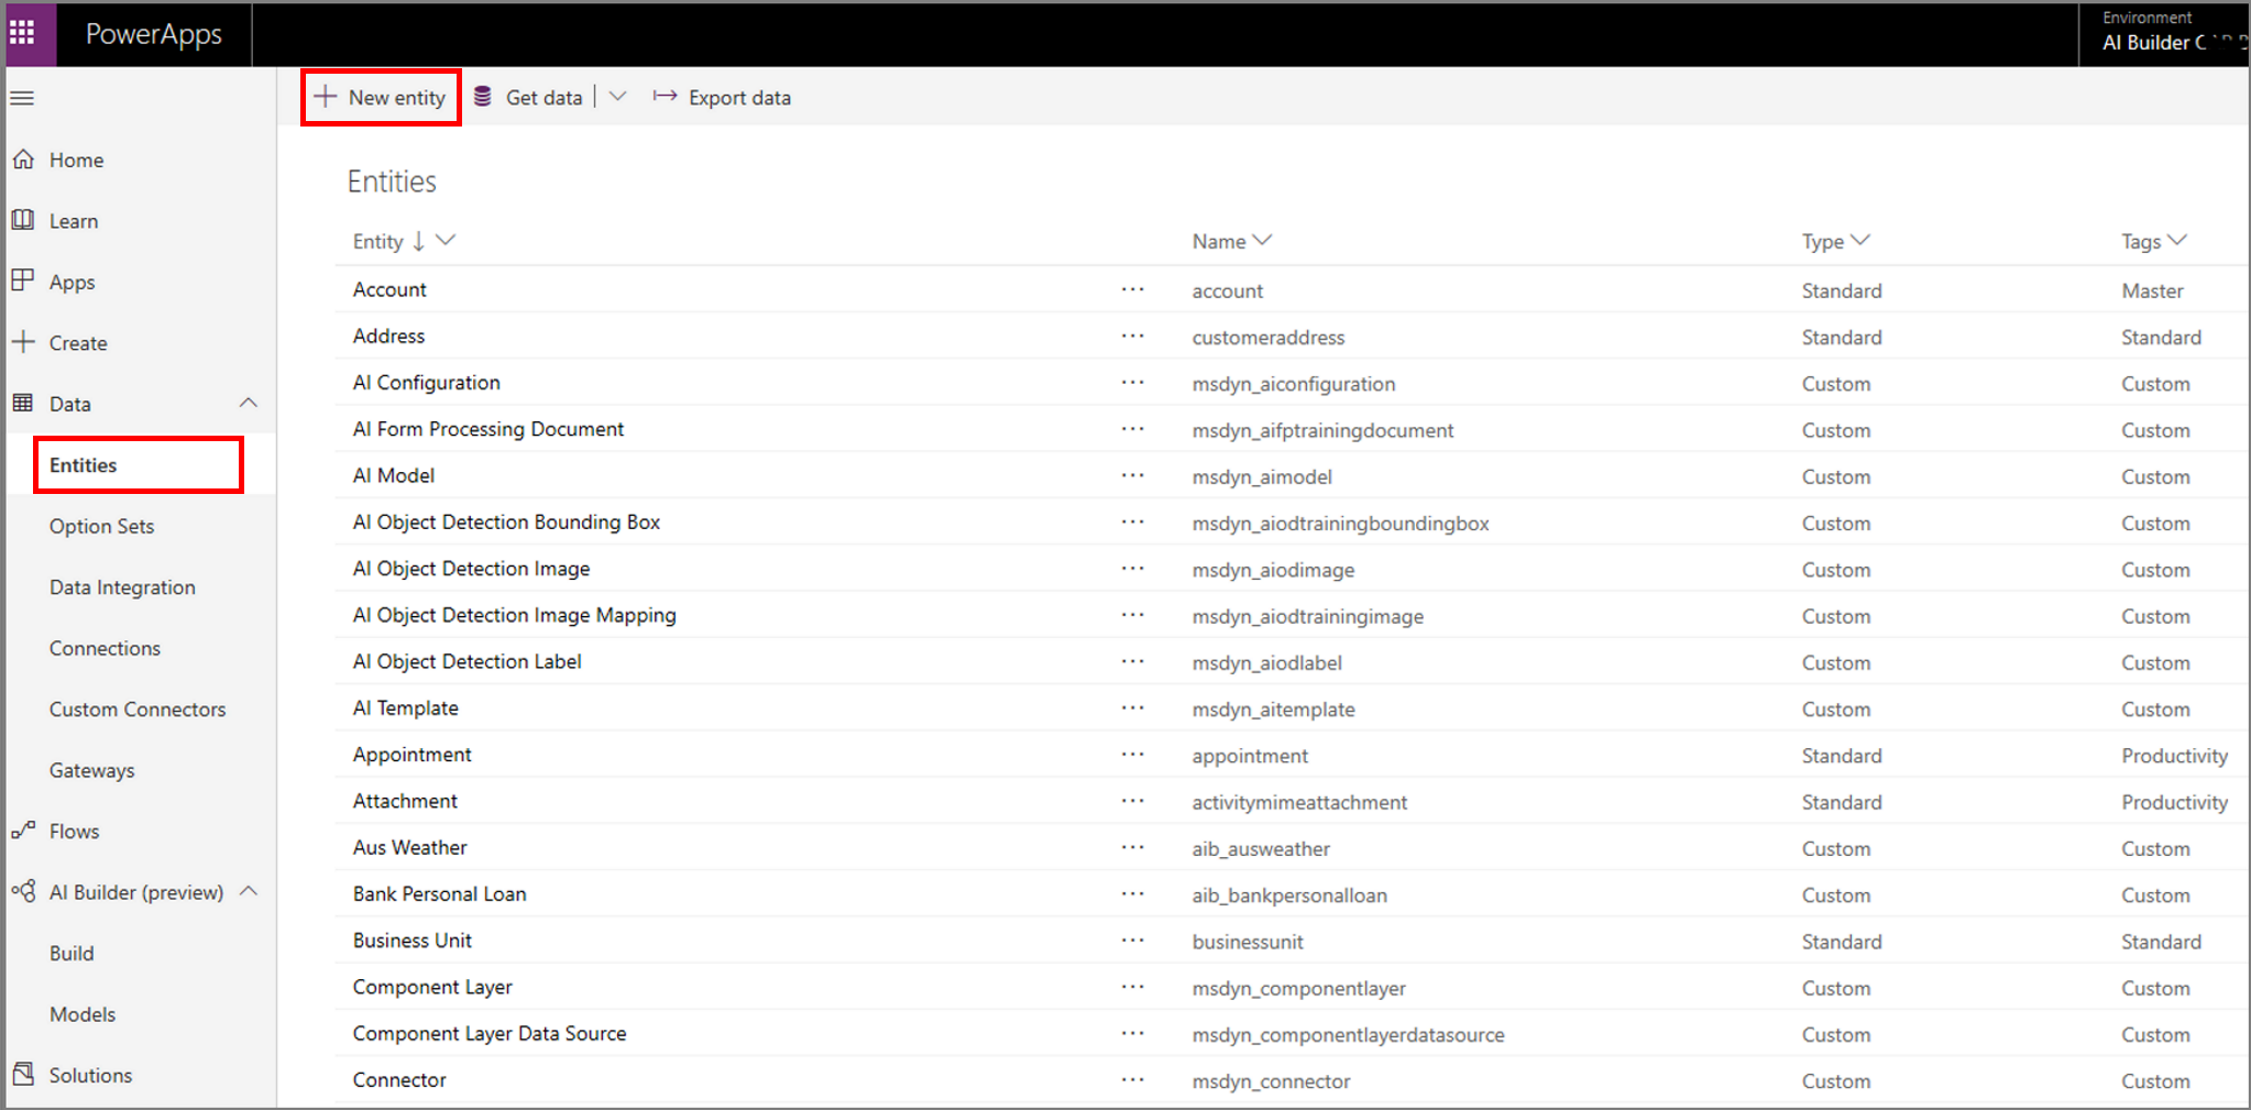 PowerApps
Environment
AI Builder
New entity
Get data
Export data
Home
Learn
Apps
Create
Data
Entities
Option Sets
Data Integration
Connections
Custom Connectors
Gateways
Flows
AI Builder (preview)
Build
Models
Solutions
Entities
Entity Name Type Tags
Account ··· account Standard Master
Address ··· customeraddress Standard Standard
AI Configuration ··· msdyn_aiconfiguration Custom Custom
AI Form Processing Document ··· msdyn_aifptrainingdocument Custom Custom
AI Model ··· msdyn_aimodel Custom Custom
AI Object Detection Bounding Box ··· msdyn_aiodtrainingboundingbox Custom Custom
AI Object Detection Image ··· msdyn_aiodimage Custom Custom
AI Object Detection Image Mapping ··· msdyn_aiodtrainingimage Custom Custom
AI Object Detection Label ··· msdyn_aiodlabel Custom Custom
AI Template ··· msdyn_aitemplate Custom Custom
Appointment ··· appointment Standard Productivity
Attachment ··· activitymimeattachment Standard Productivity
Aus Weather ··· aib_ausweather Custom Custom
Bank Personal Loan ··· aib_bankpersonalloan Custom Custom
Business Unit ··· businessunit Standard Standard
Component Layer ··· msdyn_componentlayer Custom Custom
Component Layer Data Source ··· msdyn_componentlayerdatasource Custom Custom
Connector ··· msdyn_connector Custom Custom